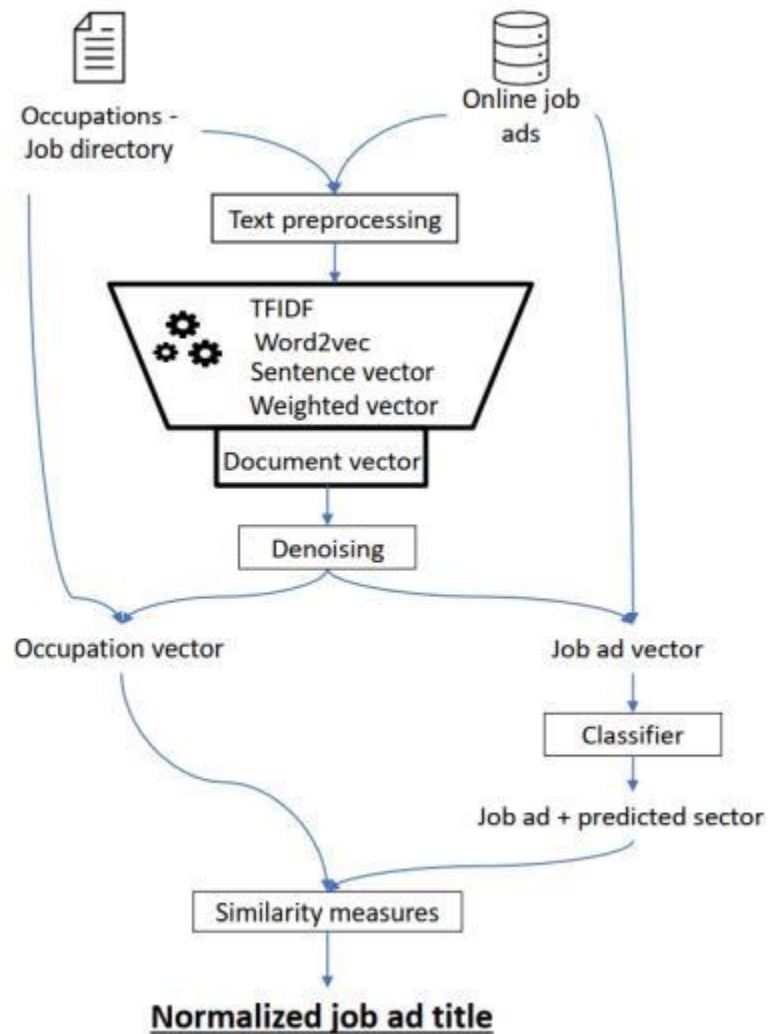 Occupations -
Job directory
Online job
ads
Text preprocessing
TFIDF
Word2vec
Sentence vector
Weighted vector
Document vector
Denoising
Occupation vector
Job ad vector
Classifier
Job ad + predicted sector
Similarity measures
Normalized job ad title